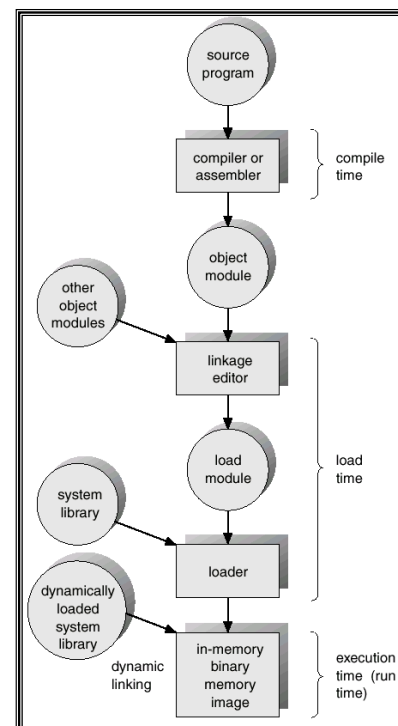 source
program
compiler or
assembler
compile
time
object
module
other
object
modules
linkage
editor
load
module
load
time
system
library
loader
dynamically
loaded
system
library
dynamic
linking
in-memory
binary
memory
image
execution
time (run
time)